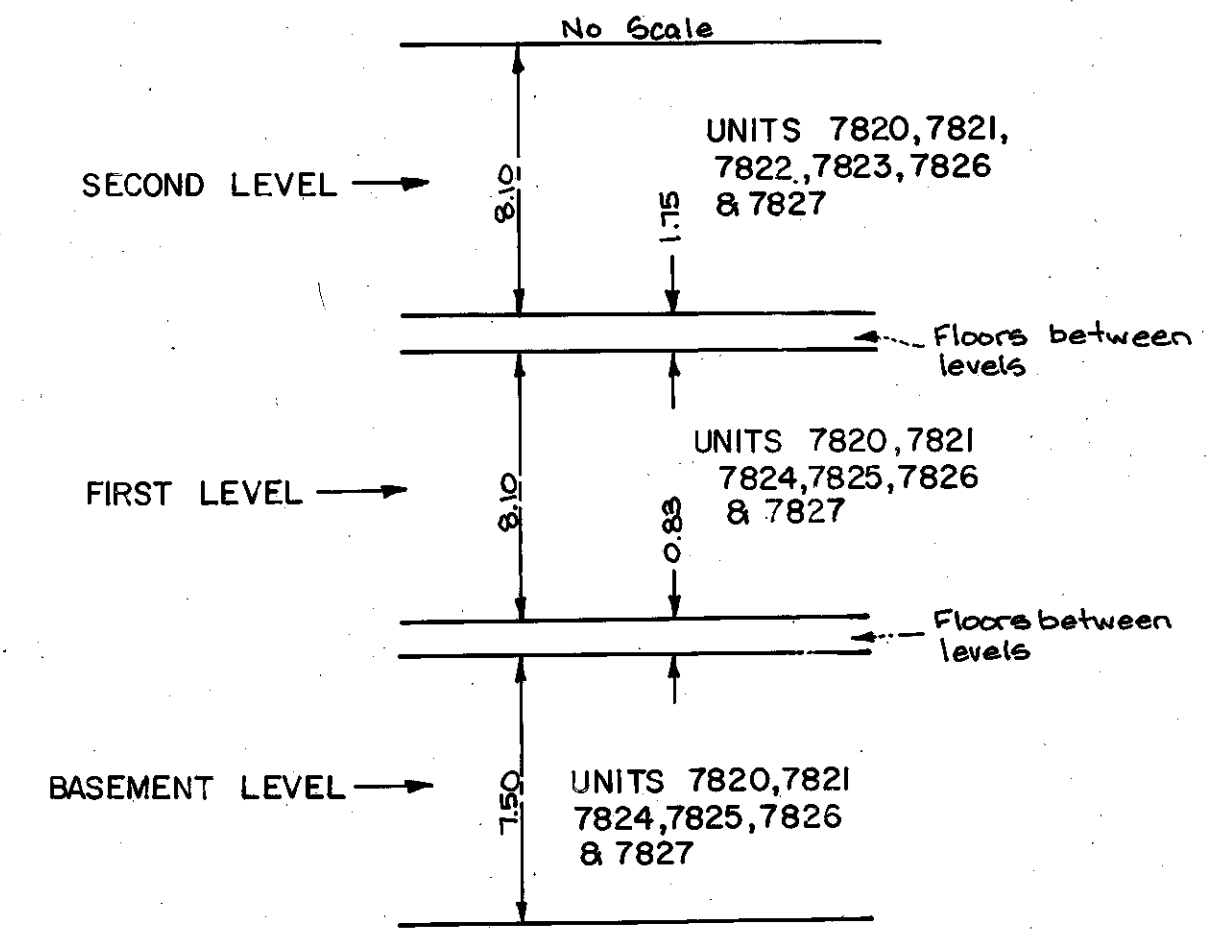 No Scale
UNITS 7820,7821,
7822,,7823,7826
& 7827
SECOND LEVEL
8.10
1.75
Floors between
levels
UNITS 7820,7821
7824,7825,7826
& 7827
FIRST LEVEL
8.10
0.83
Floors between
levels
BASEMENT LEVEL
7.50
UNITS 7820,7821
7824,7825,7826
& 7827